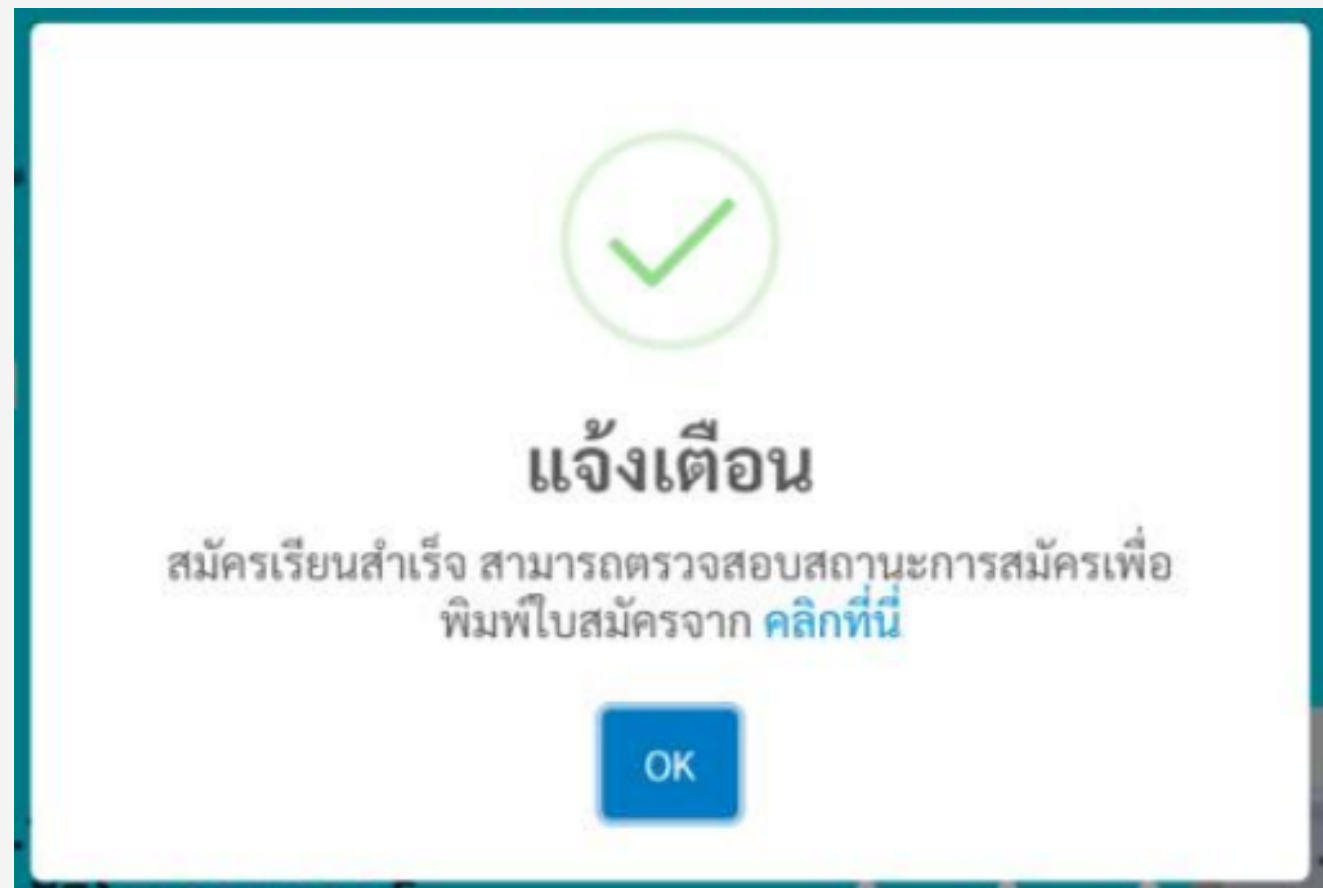 แจ้งเตือน
สมัครเรียนสำเร็จ สามารถตรวจสอบสถานะการสมัครเพื่อ
พิมพ์ใบสมัครจาก คลิกที่นี่
OK